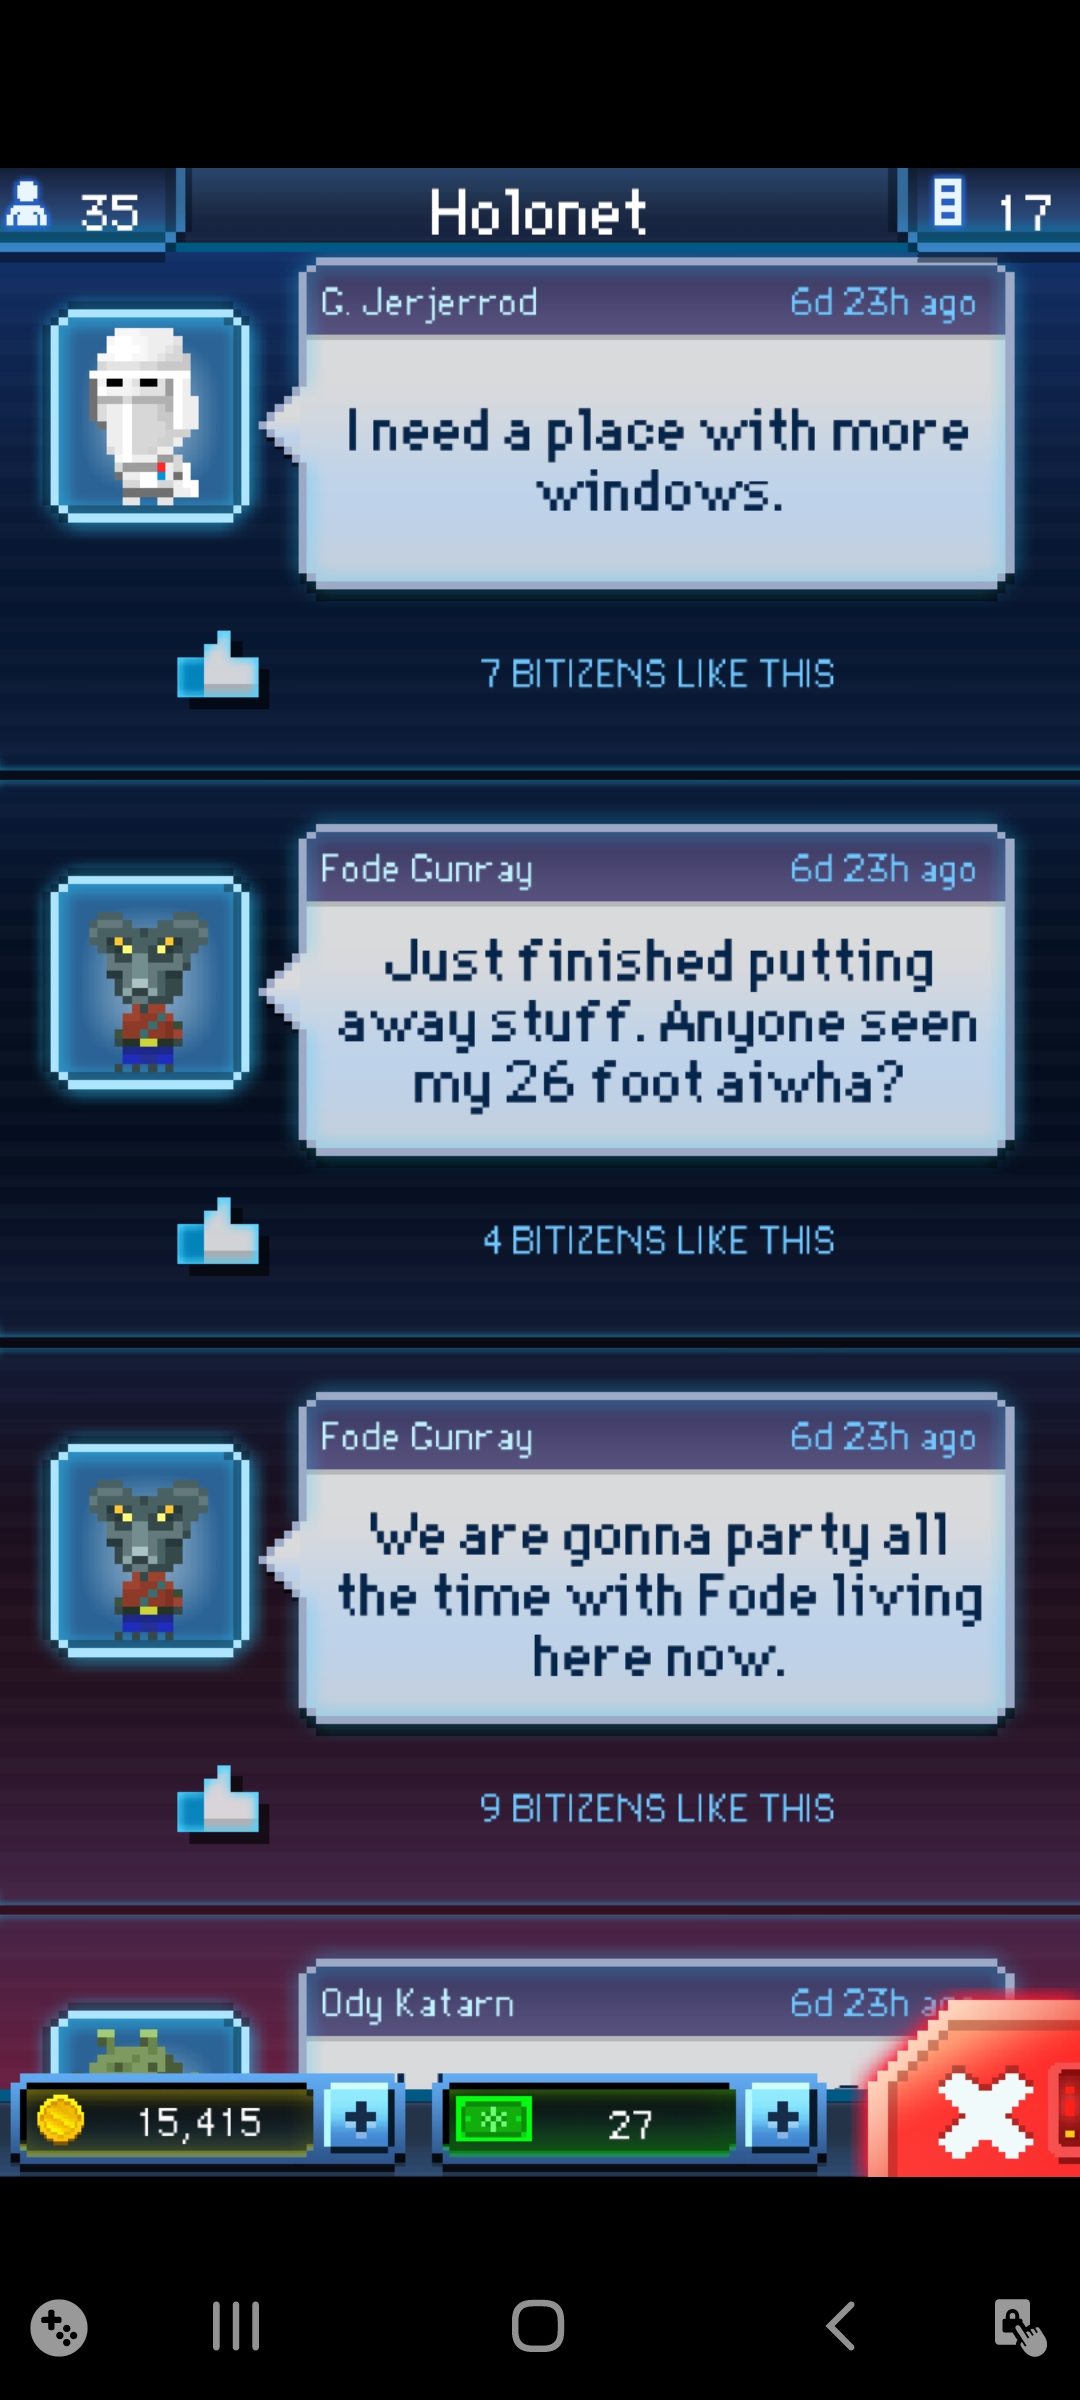 35
Holonet
17
G. Jerjerrod
6d 23h ago
I need a place with more
windows.
7 BITIZENS LIKE THIS
Fode Gunray
6d 23h ago
Just finished putting
away stuff. Anyone seen
my 26 foot aiwha?
4 BITIZENS LIKE THIS
Fode Gunray
6d 23h ago
We are gonna party all
the time with Fode living
here now.
9 BITIZENS LIKE THIS
Ody Katarn
6d 23h
15,415
27